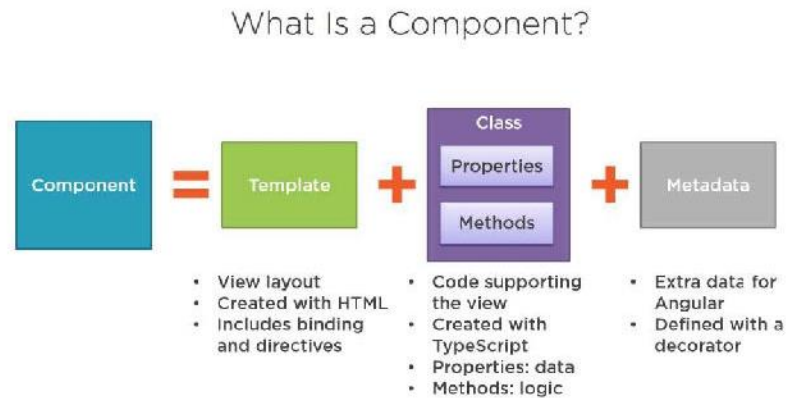 What Is a Component?
Component
=
Template
+
Class
Properties
Methods
+
Metadata
• View layout
• Created with HTML
• Includes binding
and directives
• Code supporting
the view
• Created with
TypeScript
• Properties: data
• Methods: logic
• Extra data for
Angular
• Defined with a
decorator